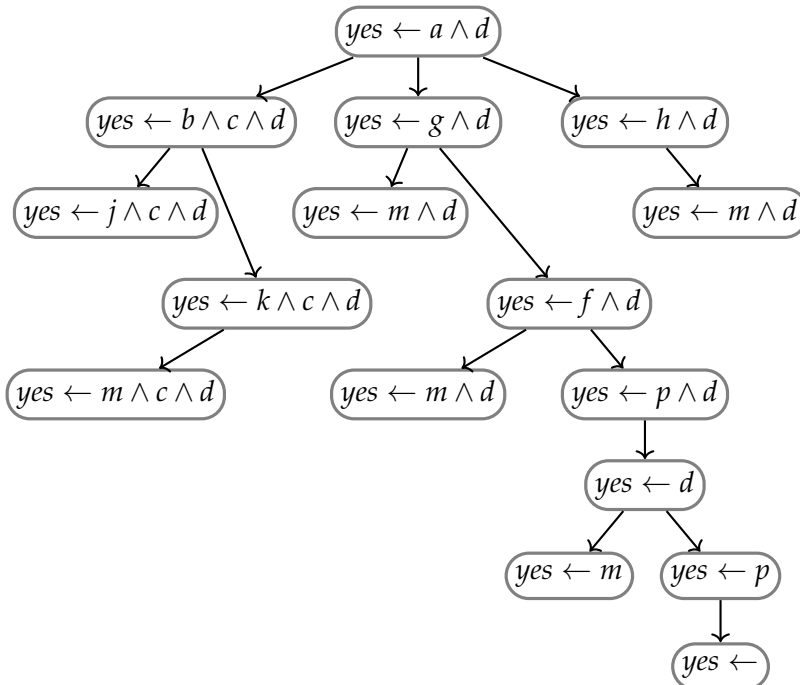 yes ← a ∧ d
yes ← b ∧ c ∧ d
yes ← g ∧ d
yes ← h ∧ d
yes ← j ∧ c ∧ d
yes ← m ∧ d
yes ← m ∧ d
yes ← k ∧ c ∧ d
yes ← f ∧ d
yes ← m ∧ c ∧ d
yes ← m ∧ d
yes ← p ∧ d
yes ← d
yes ← m
yes ← p
yes ←